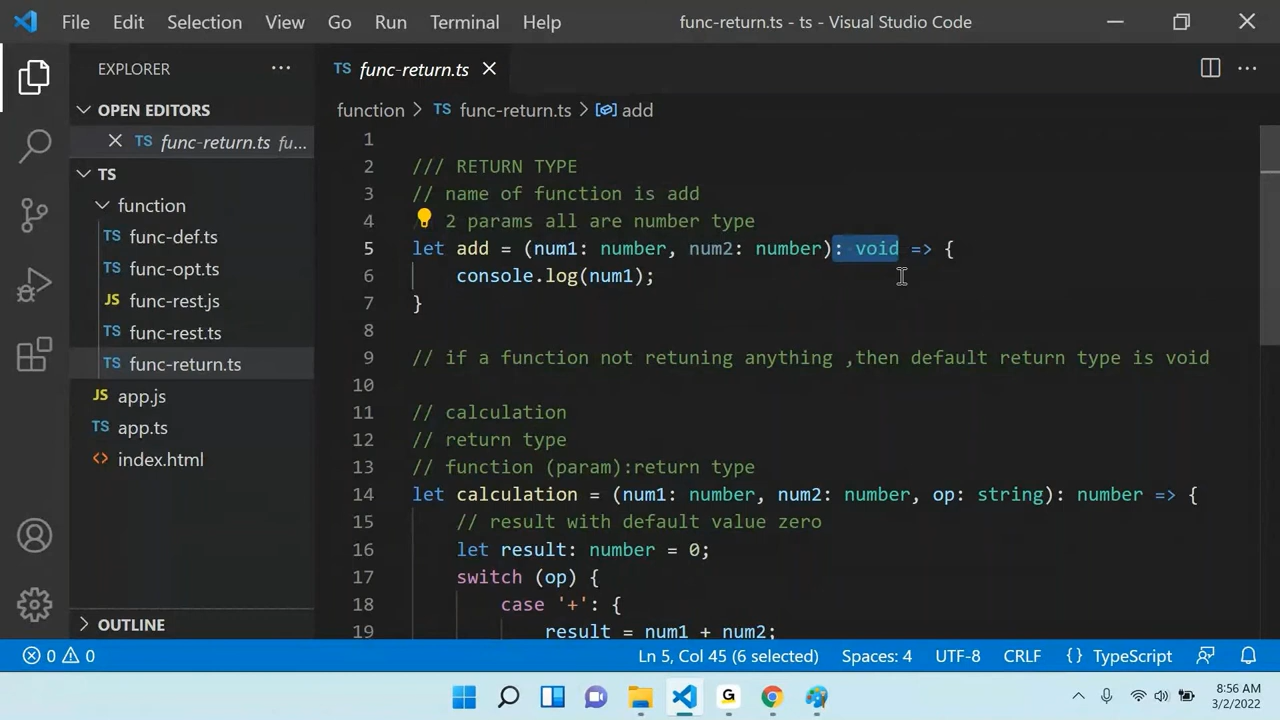 File Edit Selection View Go Run Terminal Help func-return.ts - ts - Visual Studio Code
EXPLORER
OPEN EDITORS
TS func-return.ts fu...
TS
function
TS func-def.ts
TS func-opt.ts
JS func-rest.js
TS func-rest.ts
TS func-return.ts
JS app.js
TS app.ts
<> index.html
OUTLINE
TS func-return.ts
function > TS func-return.ts > add
1
2 /// RETURN TYPE
3 // name of function is add
4 2 params all are number type
5 let add = (num1: number, num2: number): void => {
6 console.log(num1);
7 }
8
9 // if a function not retuning anything ,then default return type is void
10
11 // calculation
12 // return type
13 // function (param):return type
14 let calculation = (num1: number, num2: number, op: string): number => {
15 // result with default value zero
16 let result: number = 0;
17 switch (op) {
18 case '+': {
19 result = num1 + num2;
0 0 Ln 5, Col 45 (6 selected) Spaces: 4 UTF-8 CRLF {} TypeScript
G
8:56 AM
3/2/2022